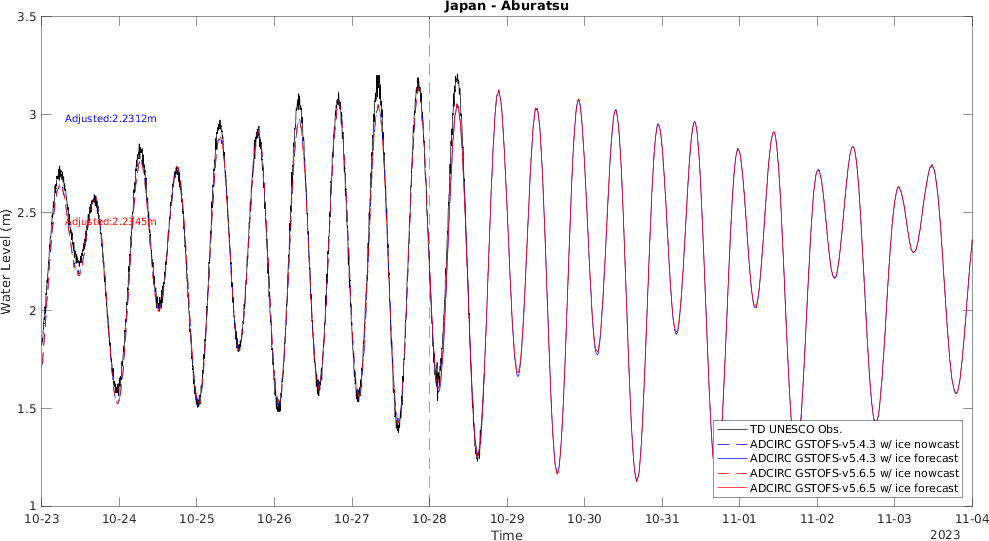 Japan - Aburatsu
3.5
3
2.5
2
1.5
1
Water Level (m)
Adjusted:2.2312m
Adjusted:2.2345m
TD UNESCO Obs.
ADCIRC GSTOFS-v5.4.3 w/ ice nowcast
ADCIRC GSTOFS-v5.4.3 w/ ice forecast
ADCIRC GSTOFS-v5.6.5 w/ ice nowcast
ADCIRC GSTOFS-v5.6.5 w/ ice forecast
10-23 10-24 10-25 10-26 10-27 10-28 10-29 10-30 10-31 11-01 11-02 11-03 11-04
Time
2023